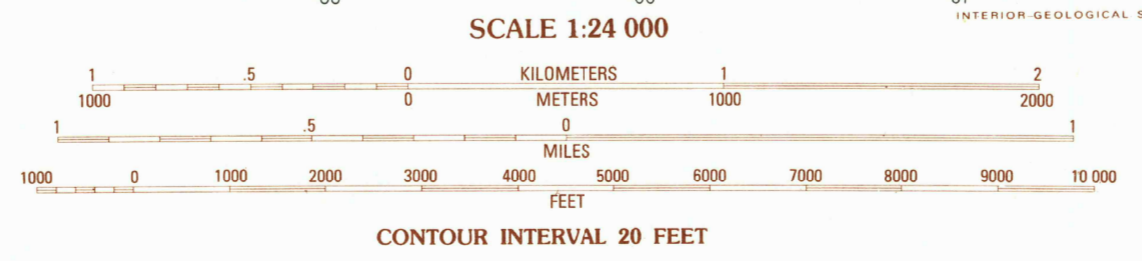 INTERIOR-GEOLOGICAL
SCALE 1:24 000
1 .5 0 KILOMETERS 1 2
1000 0 METERS 1000 2000
1 .5 0 1
MILES
1000 0 1000 2000 3000 4000 5000 6000 7000 8000 9000 10 000
FEET
CONTOUR INTERVAL 20 FEET